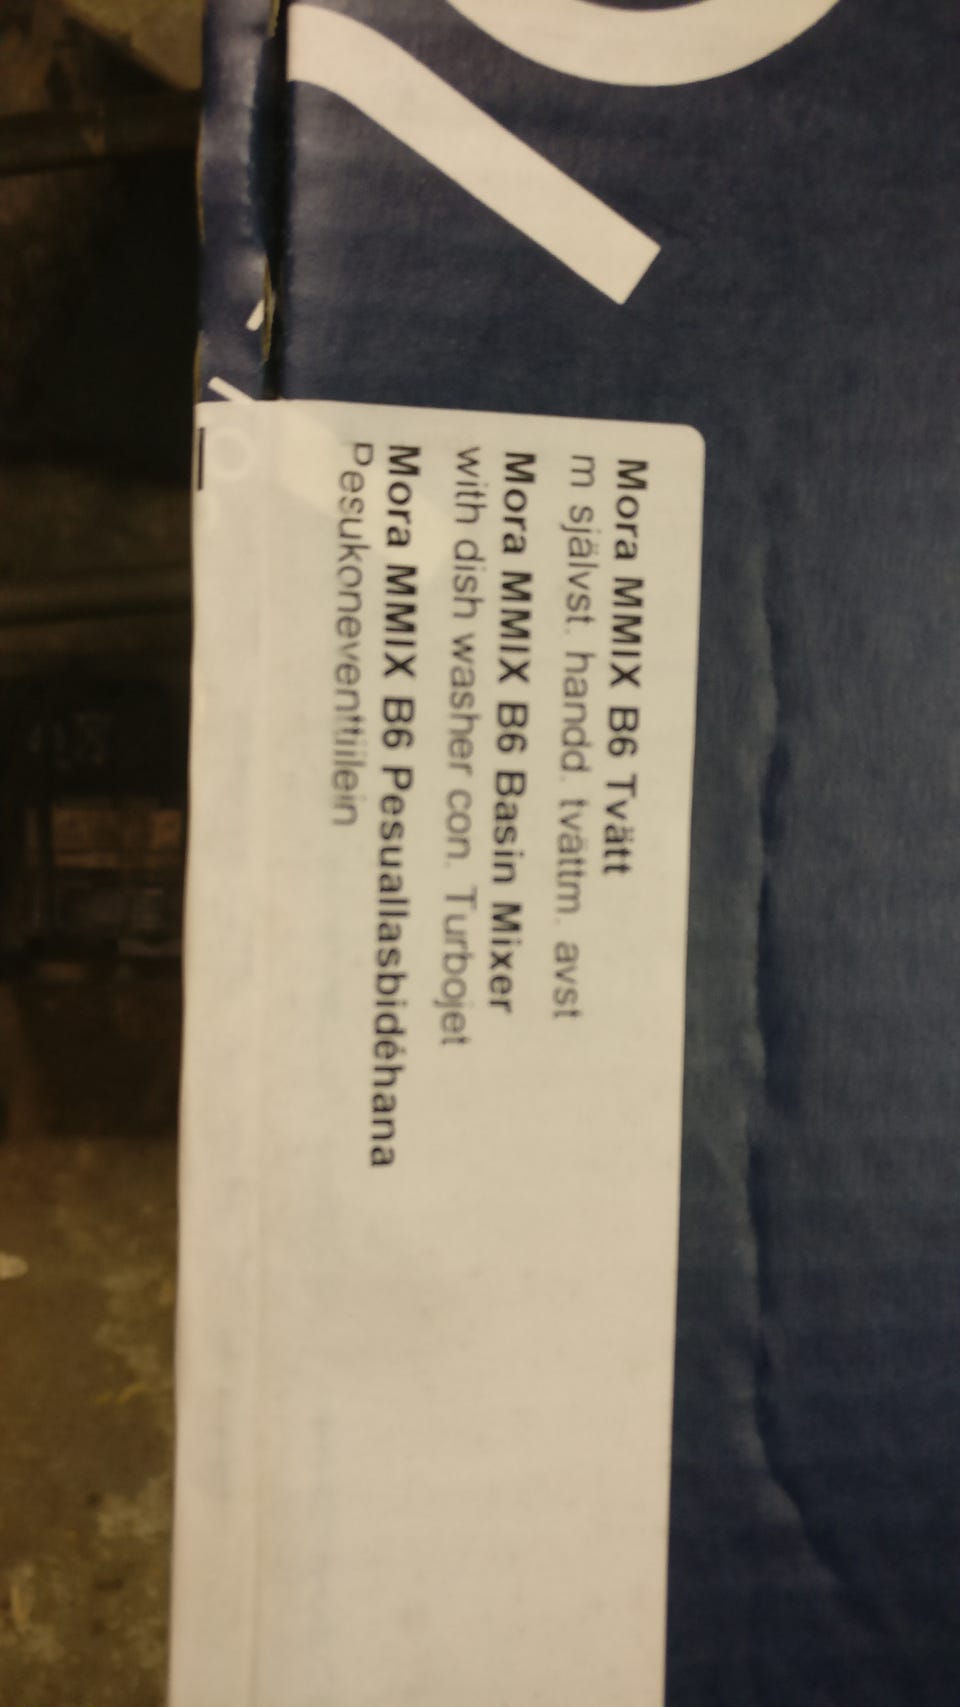 Mora MMIX B6 Tvätt
m självst. handd. tvättm. avst
Mora MMIX B6 Basin Mixer
with dish washer con. Turbojet
Mora MMIX B6 Pesuallasbidéhana
Pesukoneventtiilein